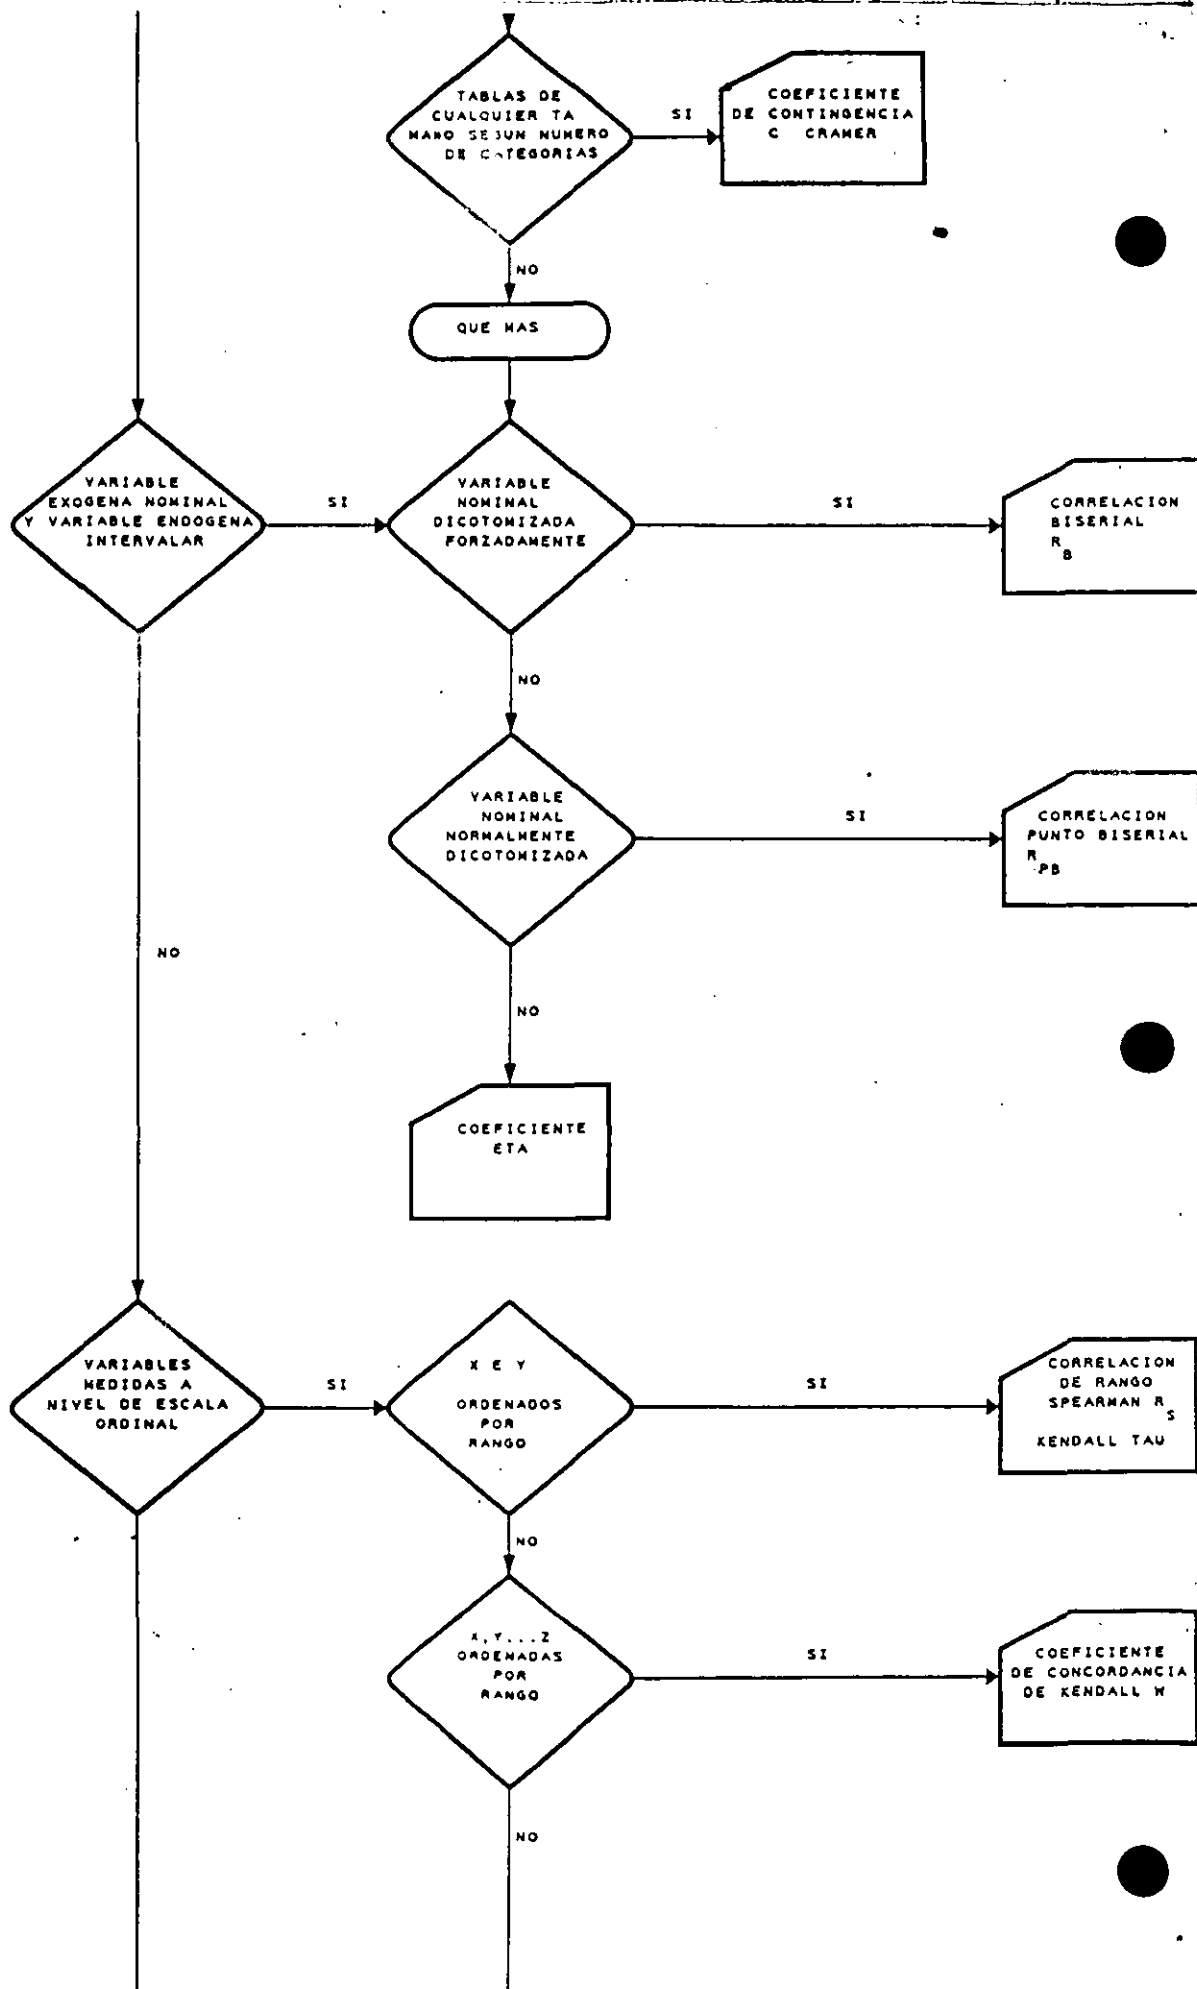 TABLAS DE
CUALQUIER TA
MANO SEGUN NUMERO
DE CATEGORIAS
SI
COEFICIENTE
DE CONTINGENCIA
C CRAMER
NO
QUE MAS
VARIABLE
EXOGENA NOMINAL
Y VARIABLE ENDOGENA
INTERVALAR
SI
VARIABLE
NOMINAL
DICOTOMIZADA
FORZADAMENTE
SI
CORRELACION
BISERIAL
R
B
NO
VARIABLE
NOMINAL
NORMALMENTE
DICOTOMIZADA
SI
CORRELACION
PUNTO BISERIAL
R
PB
NO
NO
COEFICIENTE
ETA
VARIABLES
MEDIDAS A
NIVEL DE ESCALA
ORDINAL
SI
X E Y
ORDENADOS
POR
RANGO
SI
CORRELACION
DE RANGO
SPEARMAN R
S
KENDALL TAU
NO
X,Y...Z
ORDENADAS
POR
RANGO
SI
COEFICIENTE
DE CONCORDANCIA
DE KENDALL W
NO